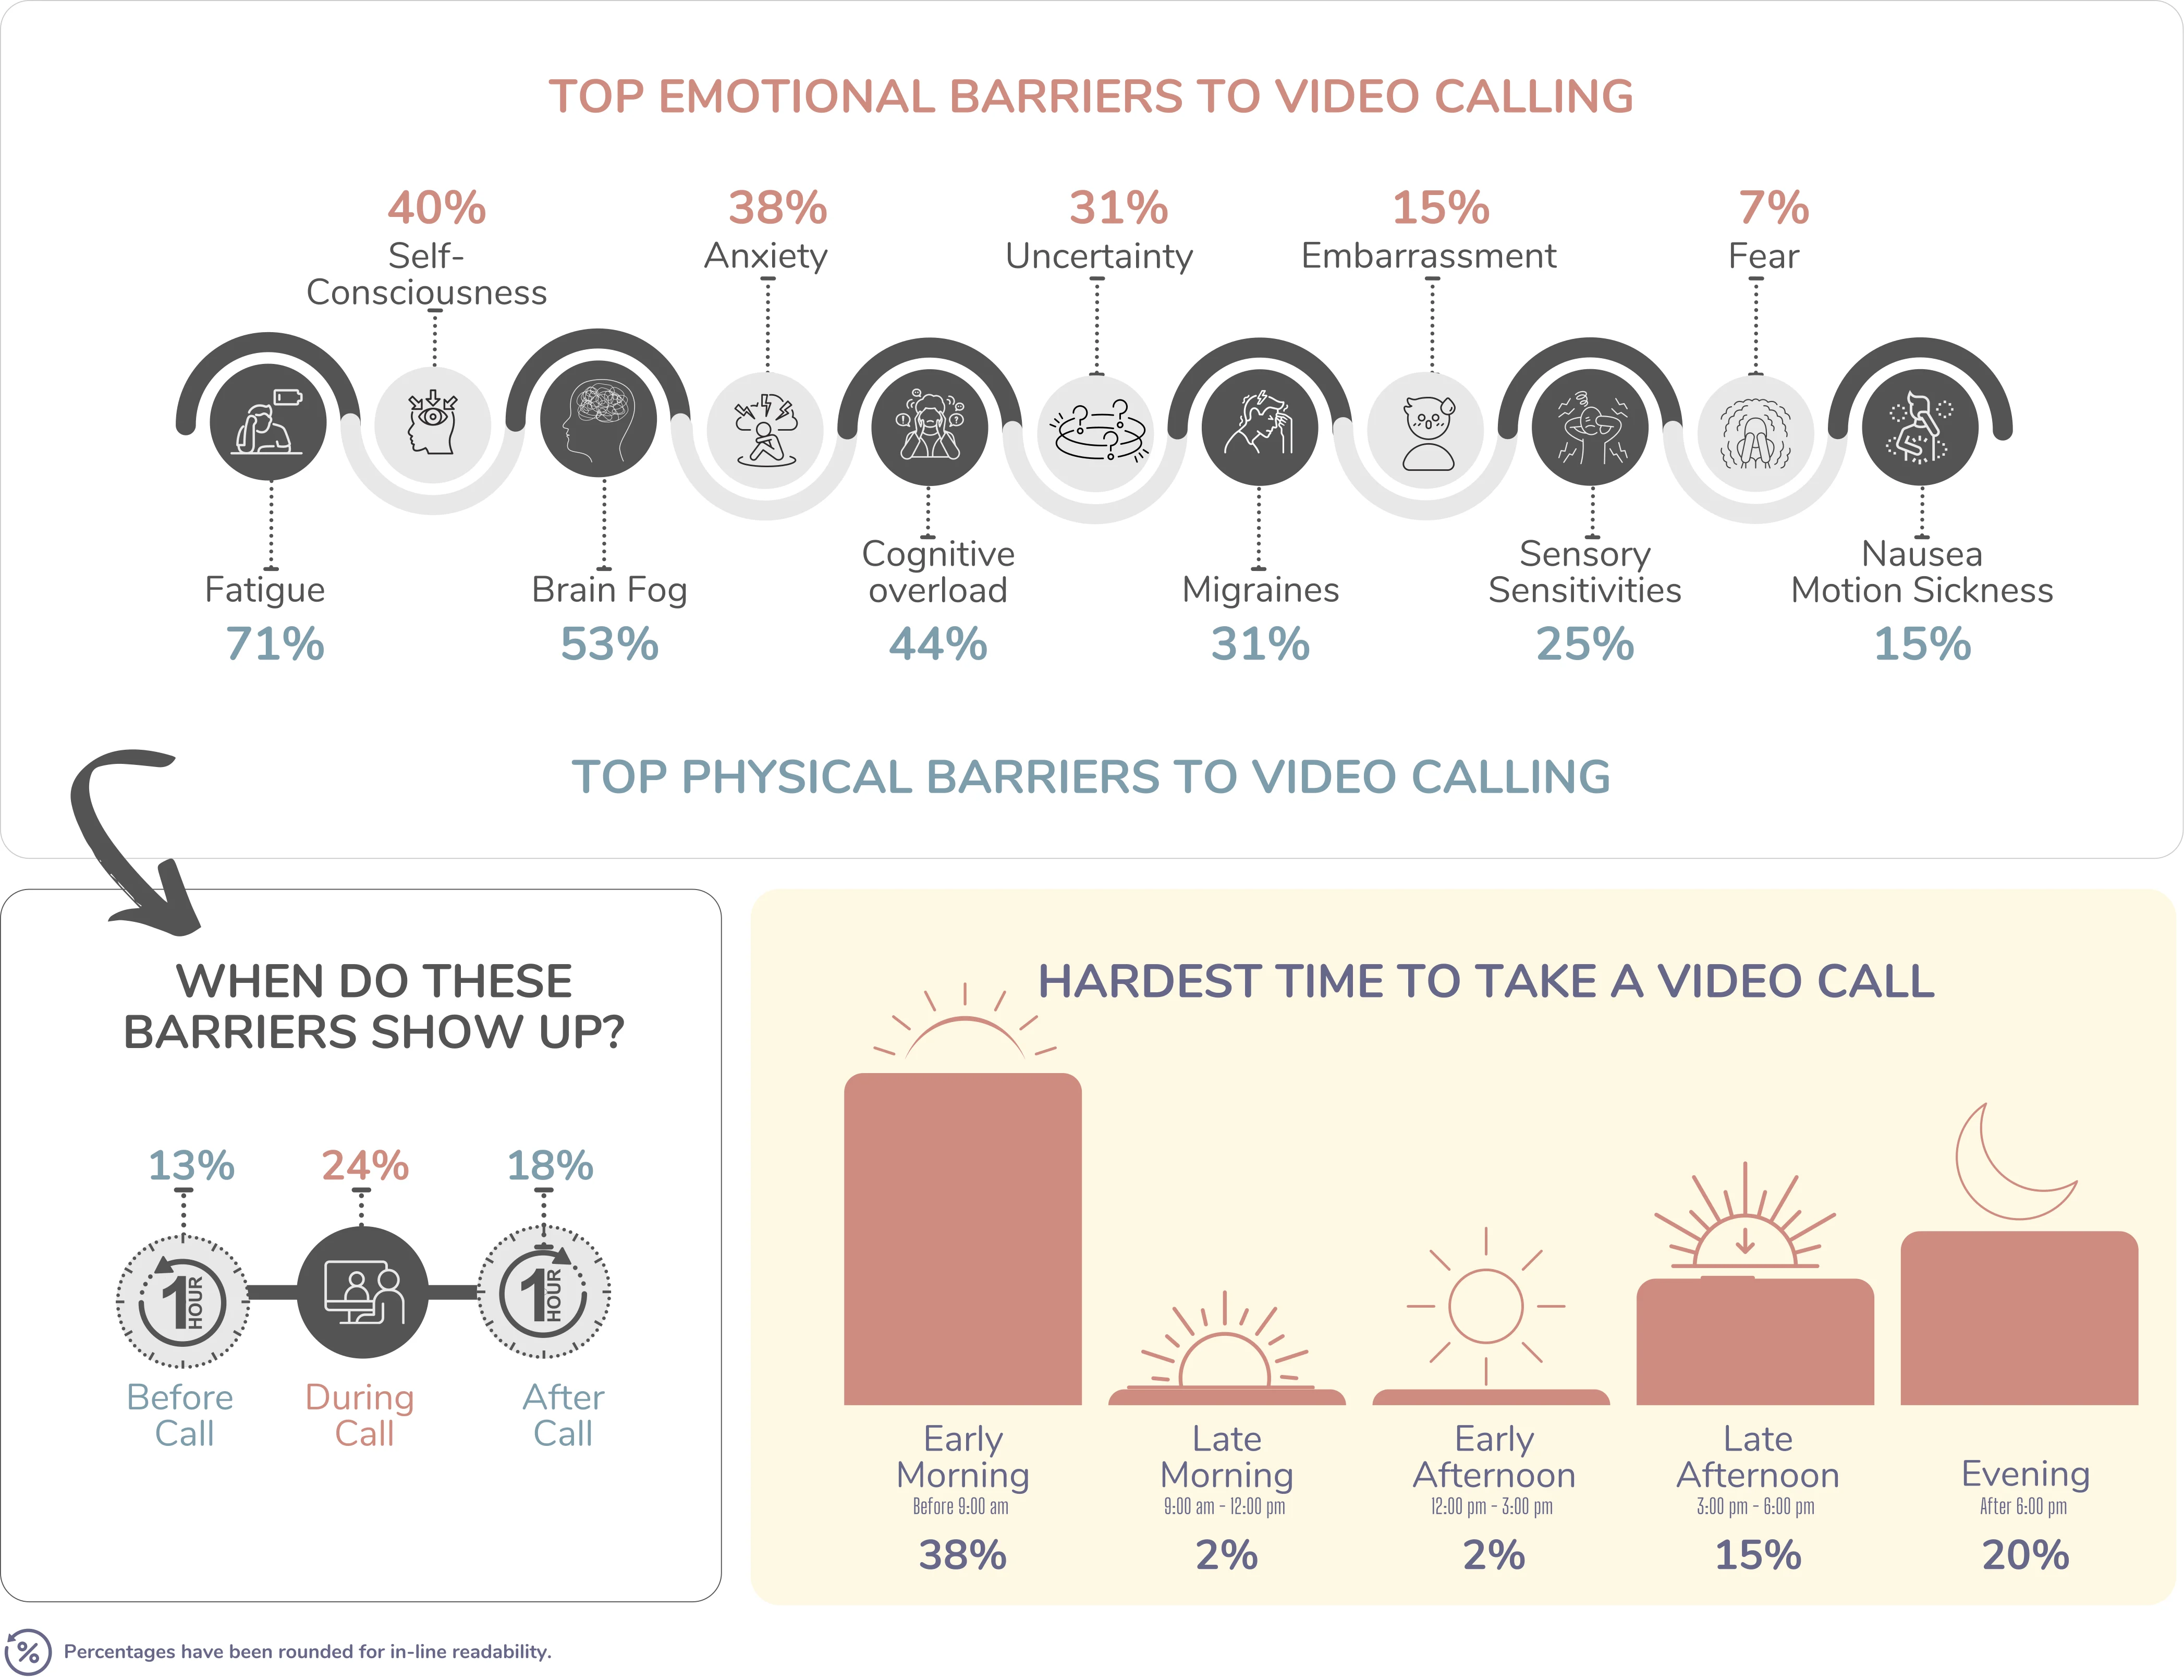 TOP EMOTIONAL BARRIERS TO VIDEO CALLING
40%
Self-
Consciousness
38%
Anxiety
31%
Uncertainty
15%
Embarrassment
7%
Fear
Fatigue
71%
Brain Fog
53%
Cognitive
overload
44%
Migraines
31%
Sensory
Sensitivities
25%
Nausea
Motion Sickness
15%
TOP PHYSICAL BARRIERS TO VIDEO CALLING
WHEN DO THESE
BARRIERS SHOW UP?
13%
1 HOUR
Before
Call
24%
During
Call
18%
1 HOUR
After
Call
HARDEST TIME TO TAKE A VIDEO CALL
Early
Morning
Before 9:00 am
38%
Late
Morning
9:00 am - 12:00 pm
2%
Early
Afternoon
12:00 pm - 3:00 pm
2%
Late
Afternoon
3:00 pm - 6:00 pm
15%
Evening
After 6:00 pm
20%
%
Percentages have been rounded for in-line readability.